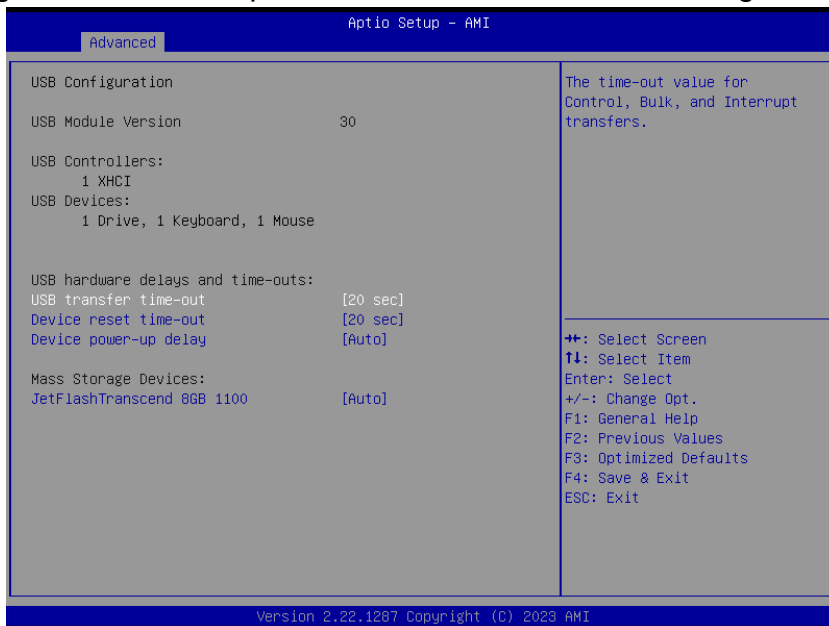 Aptio Setup – AMI
Advanced
USB Configuration
USB Module Version 30
USB Controllers:
1 XHCI
USB Devices:
1 Drive, 1 Keyboard, 1 Mouse
USB hardware delays and time-outs:
USB transfer time-out [20 sec]
Device reset time-out [20 sec]
Device power-up delay [Auto]
Mass Storage Devices:
JetFlashTranscend 8GB 1100 [Auto]
The time-out value for
Control, Bulk, and Interrupt
transfers.
→←: Select Screen
↑↓: Select Item
Enter: Select
+/-: Change Opt.
F1: General Help
F2: Previous Values
F3: Optimized Defaults
F4: Save & Exit
ESC: Exit
Version 2.22.1287 Copyright (C) 2023 AMI